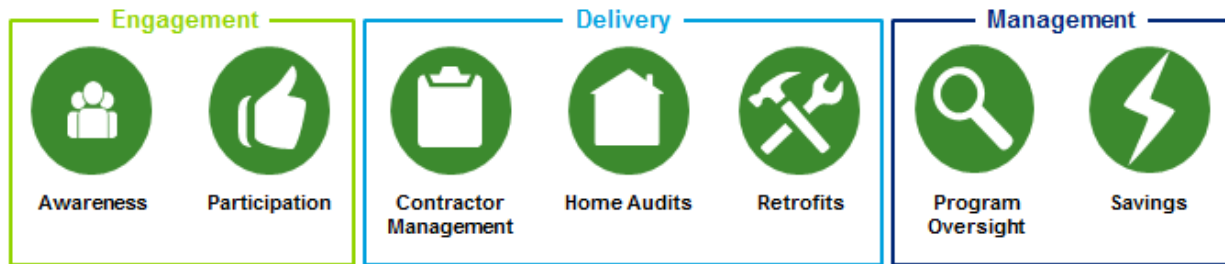 Engagement
Delivery
Management
Awareness
Participation
Contractor
Management
Home Audits
Retrofits
Program
Oversight
Savings